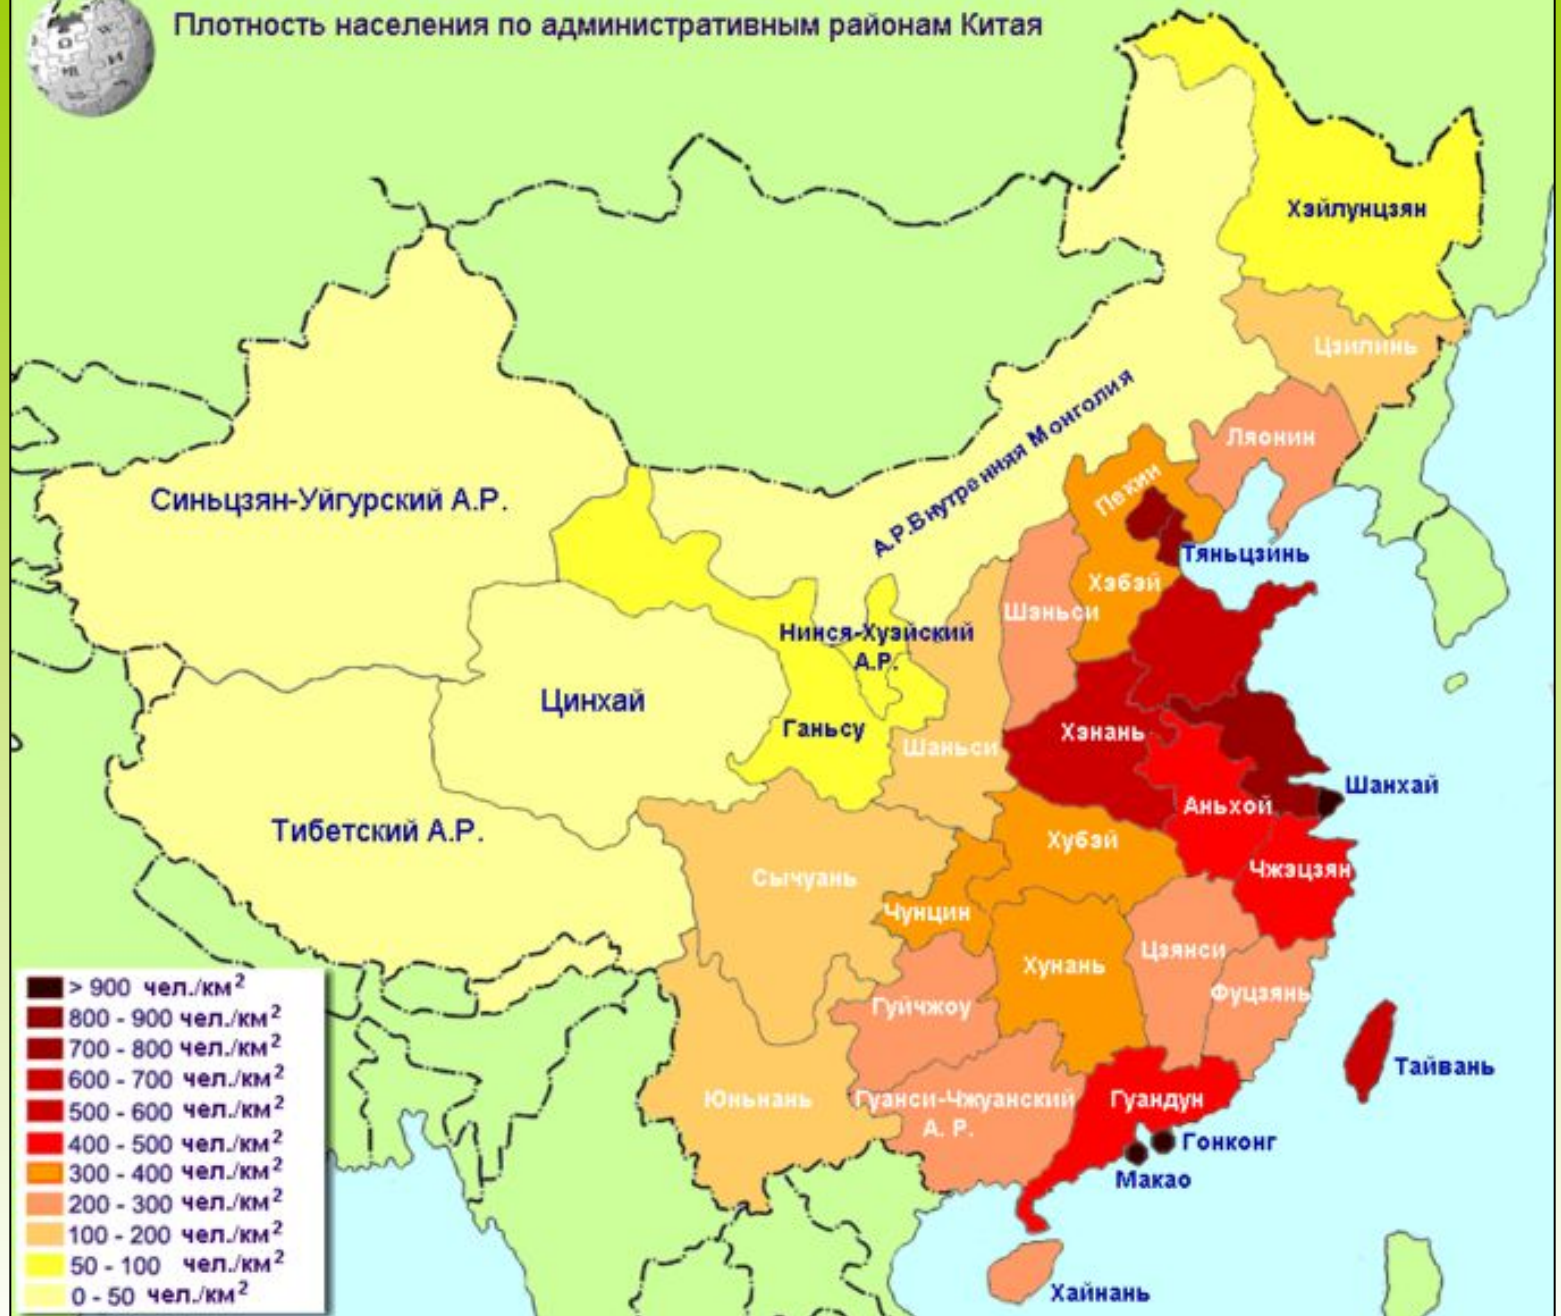 Плотность населения по административным районам Китая
Хэйлунцзян
Цзилинь
А.Р.Внутренняя Монголия
Ляонин
Синьцзян-Уйгурский А.Р.
Пекин
Тяньцзинь
Хэбэй
Шэньси
Нинся-Хуэйский
А.Р.
Цинхай
Ганьсу
Хэнань
Шаньси
Шанхай
Аньхой
Тибетский А.Р.
Хубэй
Чжэцзян
Сычуань
Чунцин
Цзянси
Хунань
Фуцзянь
Гуйчжоу
Тайвань
Юньнань
Гуанси-Чжуанский
А. Р.
Гуандун
Гонконг
Макао
Хайнань
> 900 чел./км²
800 - 900 чел./км²
700 - 800 чел./км²
600 - 700 чел./км²
500 - 600 чел./км²
400 - 500 чел./км²
300 - 400 чел./км²
200 - 300 чел./км²
100 - 200 чел./км²
50 - 100 чел./км²
0 - 50 чел./км²